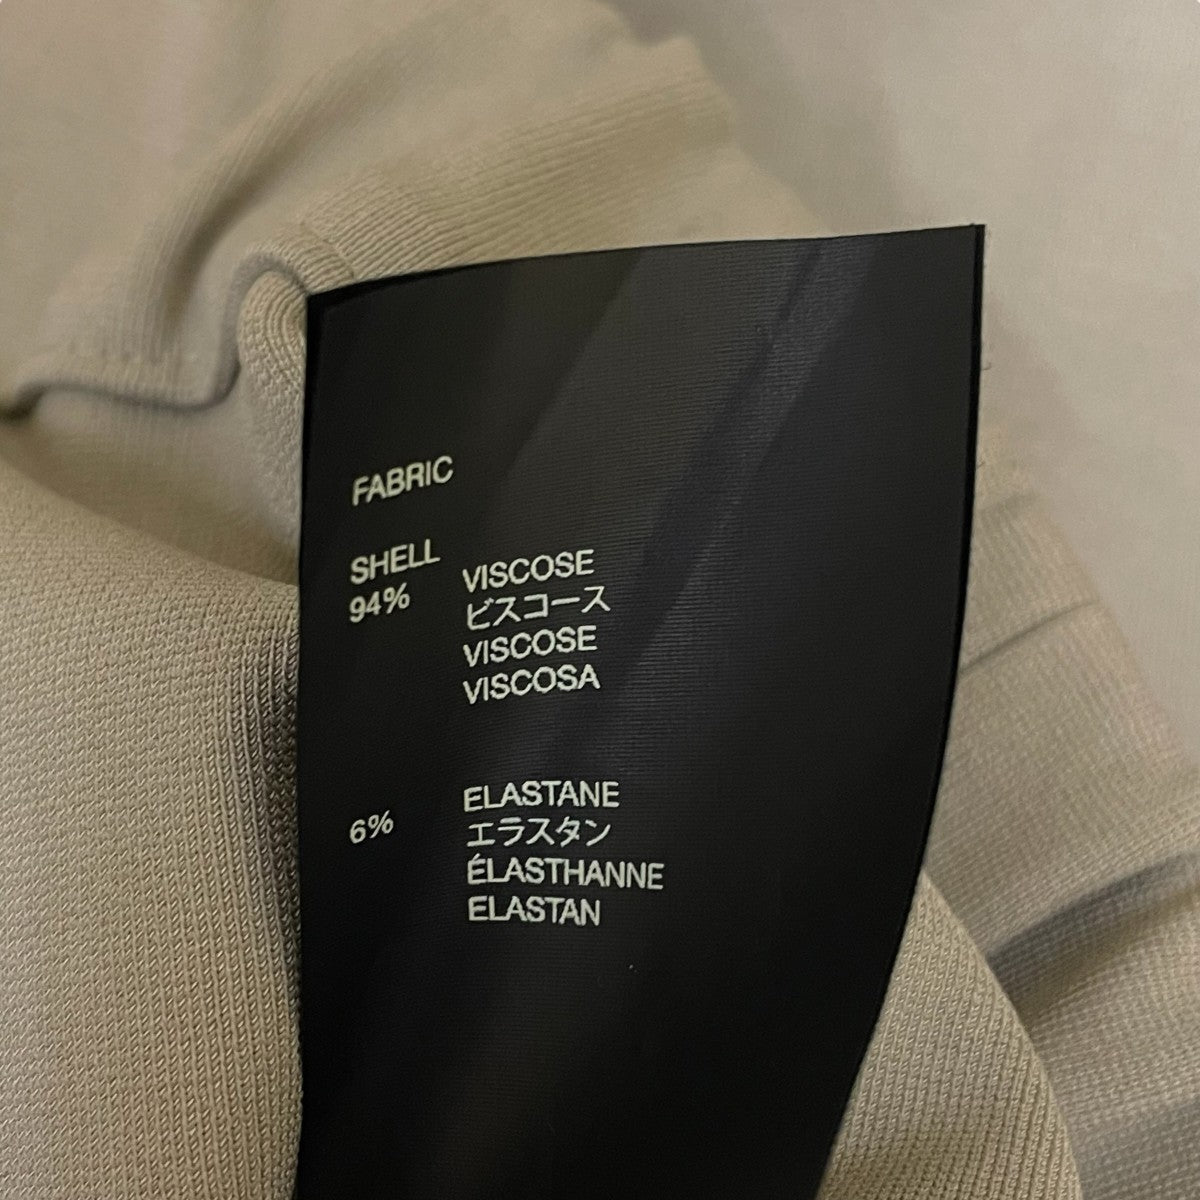 FABRIC
SHELL
94% VISCOSE
ビスコース
VISCOSE
VISCOSA
6% ELASTANE
エラスタン
ÉLASTHANNE
ELASTAN